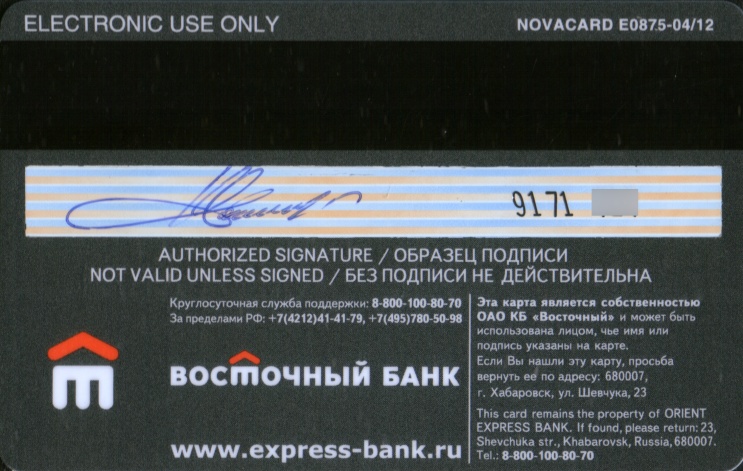 ELECTRONIC USE ONLY
NOVACARD E0875-04/12
9171
AUTHORIZED SIGNATURE / ОБРАЗЕЦ ПОДПИСИ
NOT VALID UNLESS SIGNED / БЕЗ ПОДПИСИ НЕ ДЕЙСТВИТЕЛЬНА
Круглосуточная служба поддержки: 8-800-100-80-70
За пределами РФ: +7(4212)41-41-79, +7(495)780-50-98
ВОСТОЧНЫЙ БАНК
www.express-bank.ru
Эта карта является собственностью
ОАО КБ «Восточный» и может быть
использована лицом, чье имя или
подпись указаны на карте.
Если Вы нашли эту карту, просьба
вернуть ее по адресу: 680007,
г. Хабаровск, ул. Шевчука, 23
This card remains the property of ORIENT
EXPRESS BANK. If found, please return: 23,
Shevchuka str., Khabarovsk, Russia, 680007.
Tel.: 8-800-100-80-70